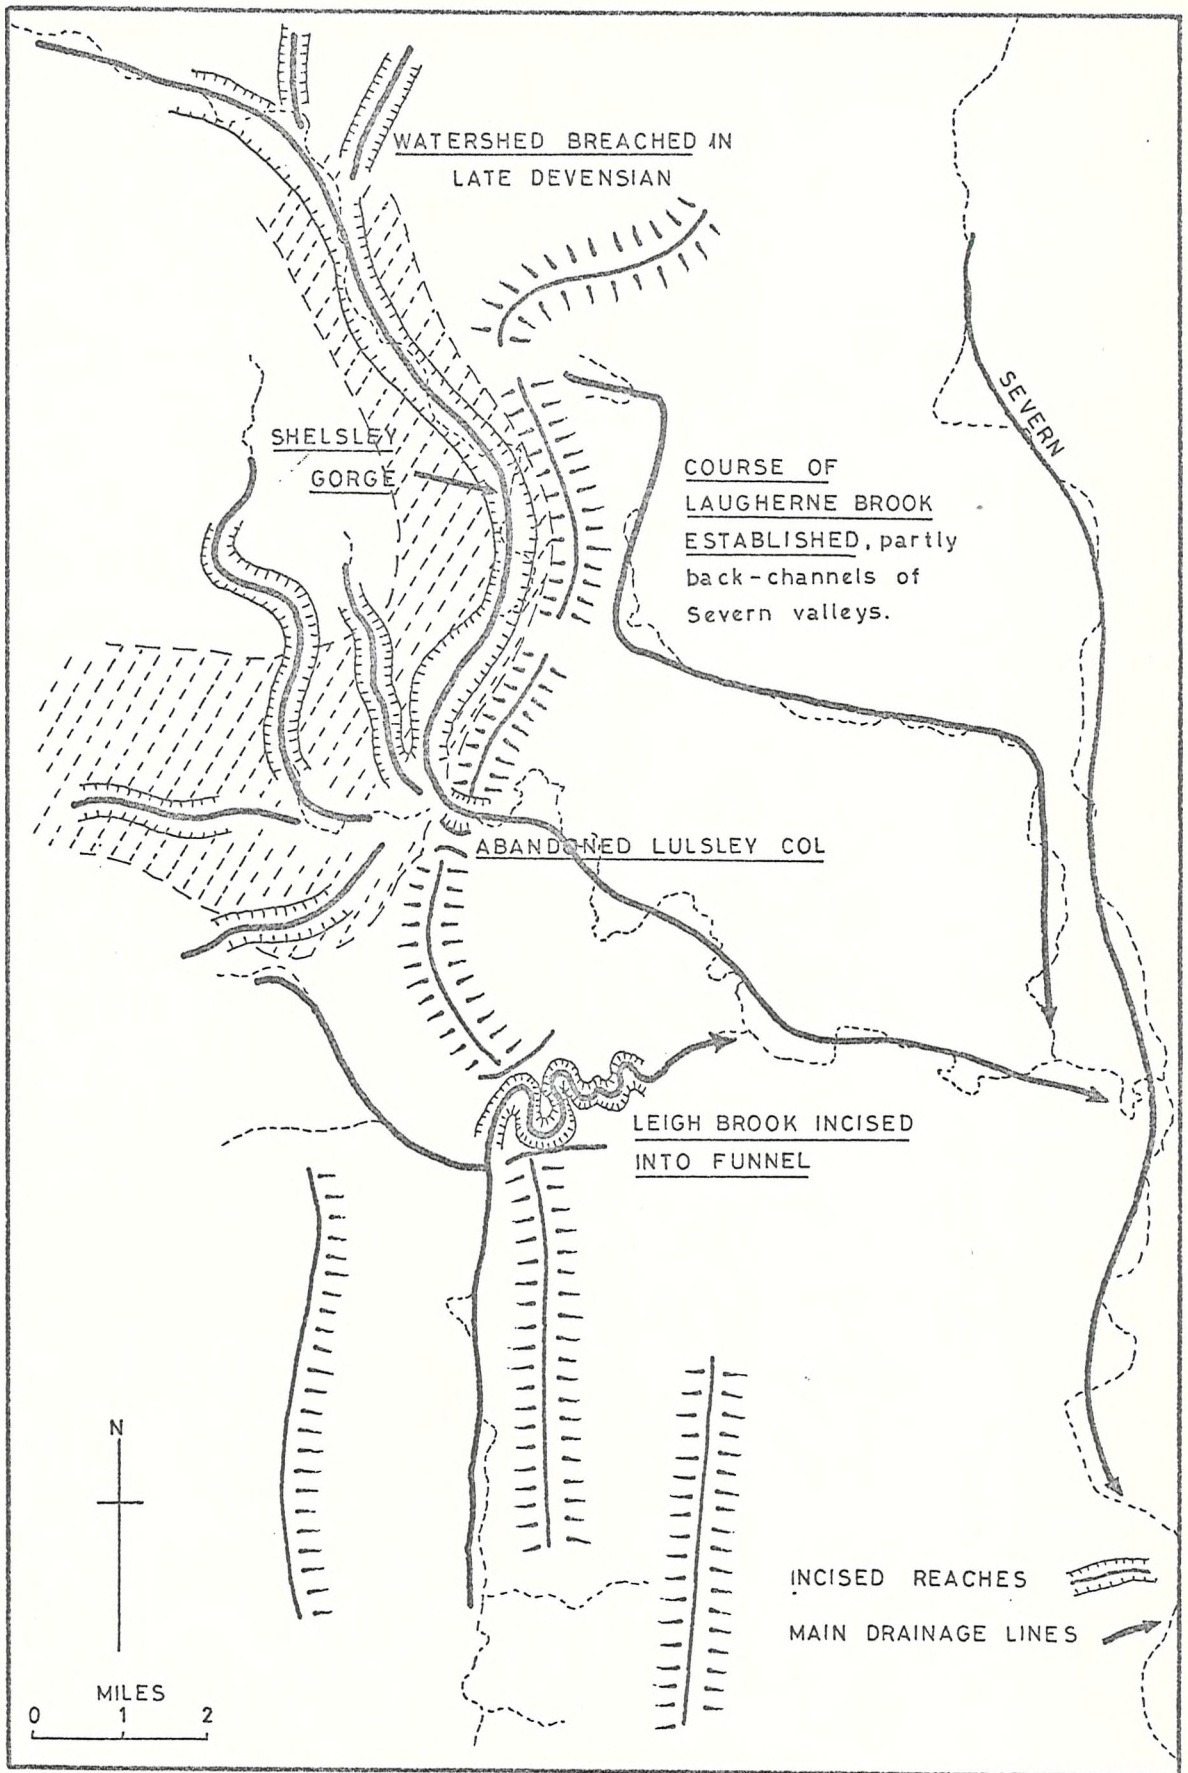 WATERSHED BREACHED IN
LATE DEVENSIAN
SEVERN
SHELSLEY
GORGE
COURSE OF
LAUGHERNE BROOK
ESTABLISHED, partly
back-channels of
Severn valleys.
ABANDONED LULSLEY COL
LEIGH BROOK INCISED
INTO FUNNEL
N
INCISED REACHES
MAIN DRAINAGE LINES
MILES
0 1 2